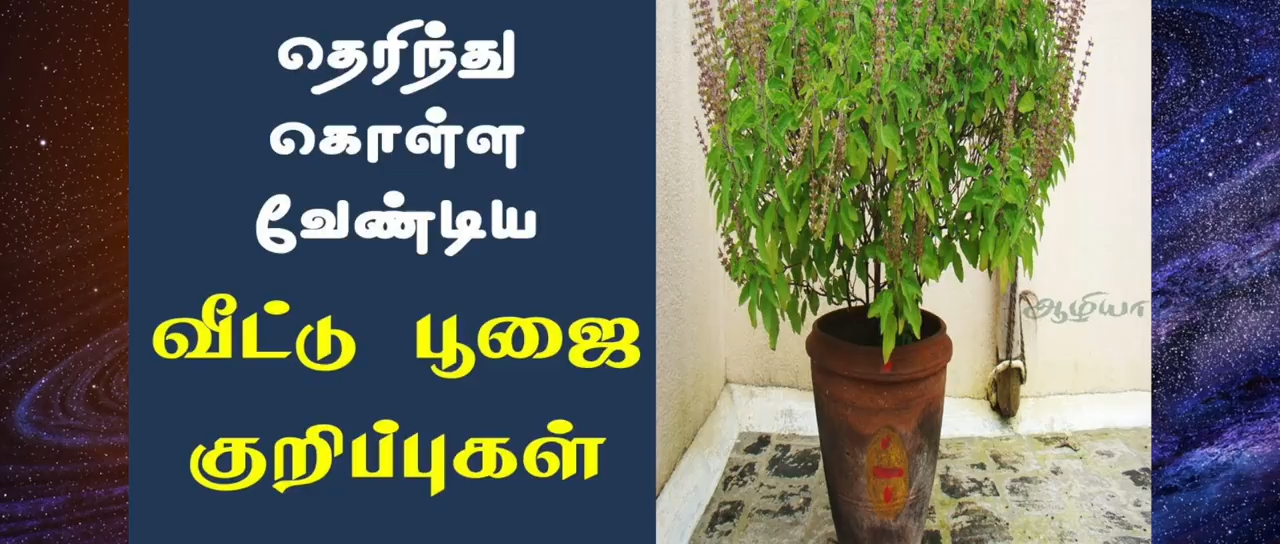 தெரிந்து
கொள்ள
வேண்டிய
வீட்டு பூஜை
குறிப்புகள்
ஆழியா